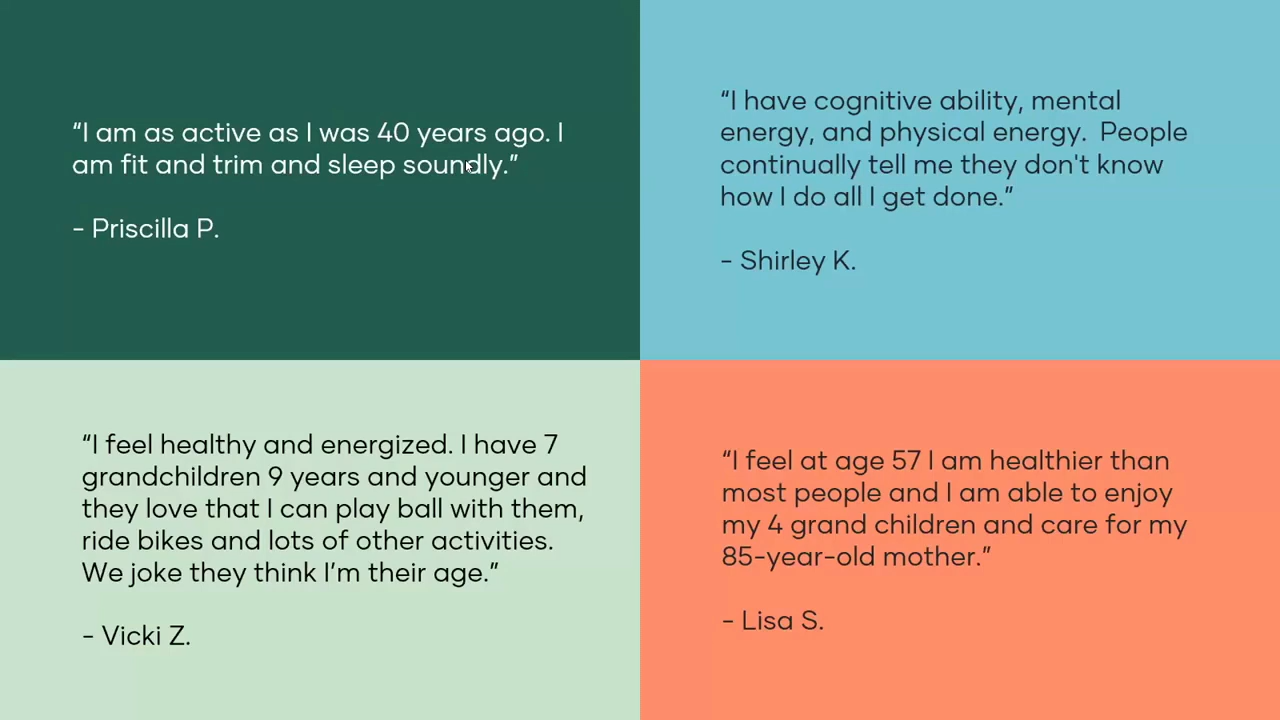 “I am as active as I was 40 years ago. I
am fit and trim and sleep soundly.”
- Priscilla P.
“I have cognitive ability, mental
energy, and physical energy.  People
continually tell me they don't know
how I do all I get done.”
- Shirley K.
“I feel healthy and energized. I have 7
grandchildren 9 years and younger and
they love that I can play ball with them,
ride bikes and lots of other activities.
We joke they think I’m their age.”
- Vicki Z.
“I feel at age 57 I am healthier than
most people and I am able to enjoy
my 4 grand children and care for my
85-year-old mother.”
- Lisa S.